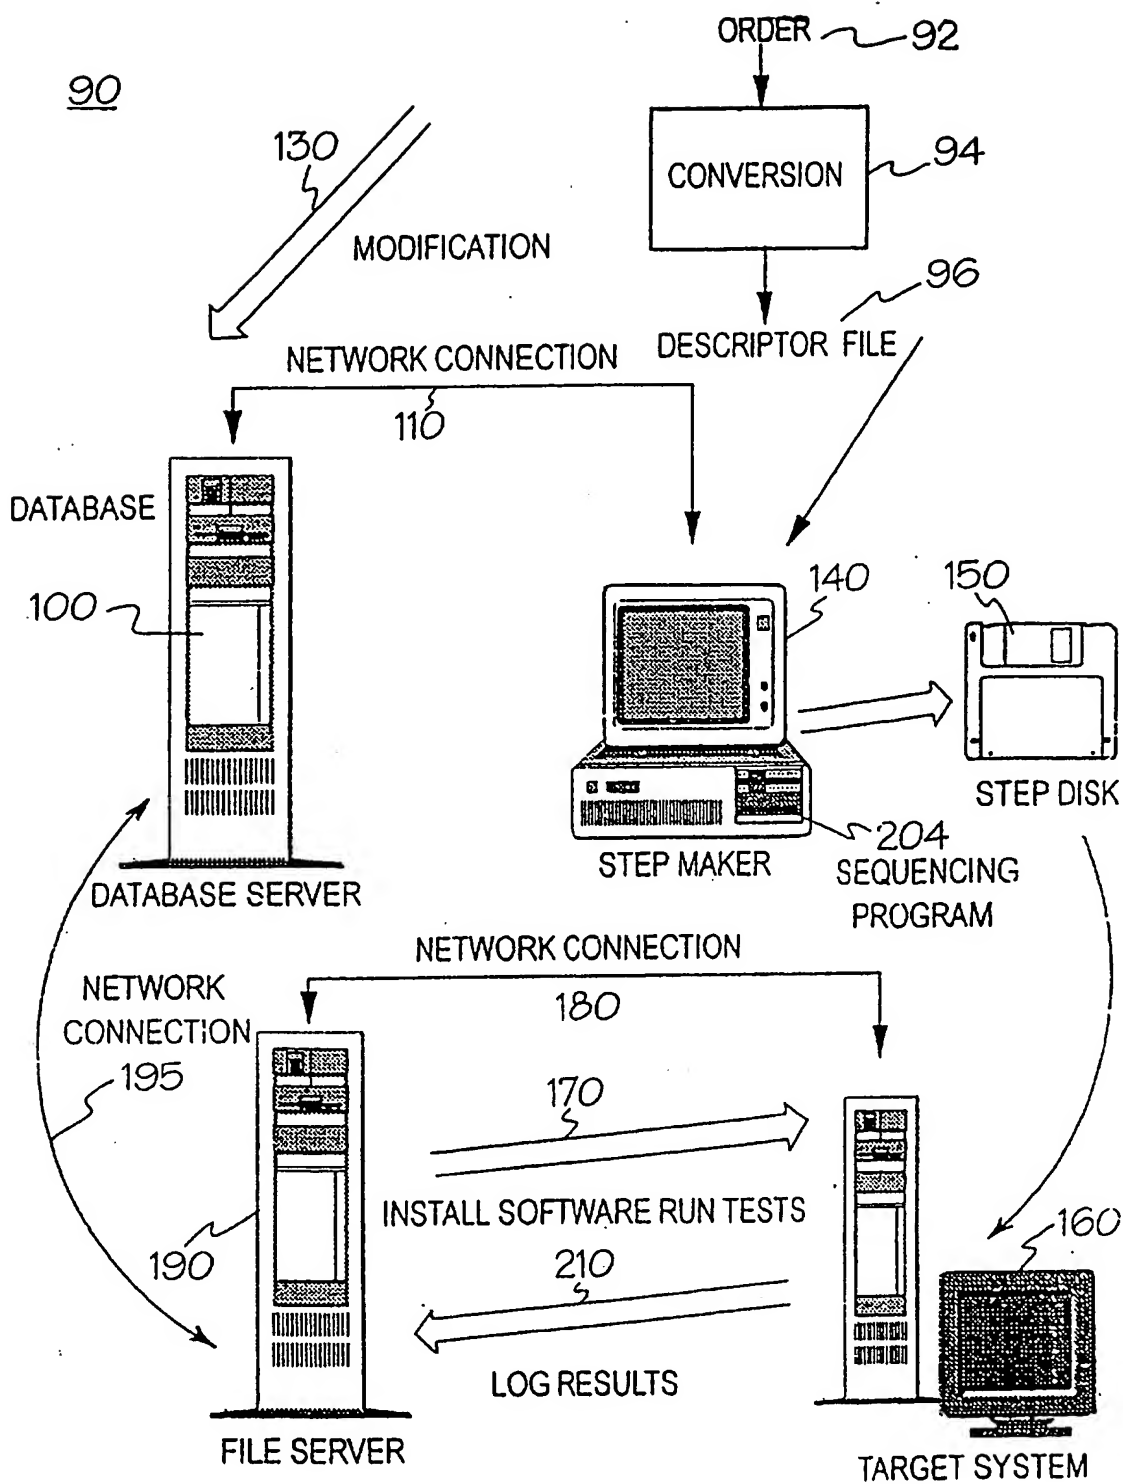 ORDER 92
90
130
CONVERSION 94
MODIFICATION
96
NETWORK CONNECTION
DESCRIPTOR FILE
110
DATABASE
100
140
150
STEP DISK
204
STEP MAKER
SEQUENCING
PROGRAM
DATABASE SERVER
NETWORK CONNECTION
180
NETWORK
CONNECTION
195
170
INSTALL SOFTWARE RUN TESTS
160
190
210
LOG RESULTS
FILE SERVER
TARGET SYSTEM